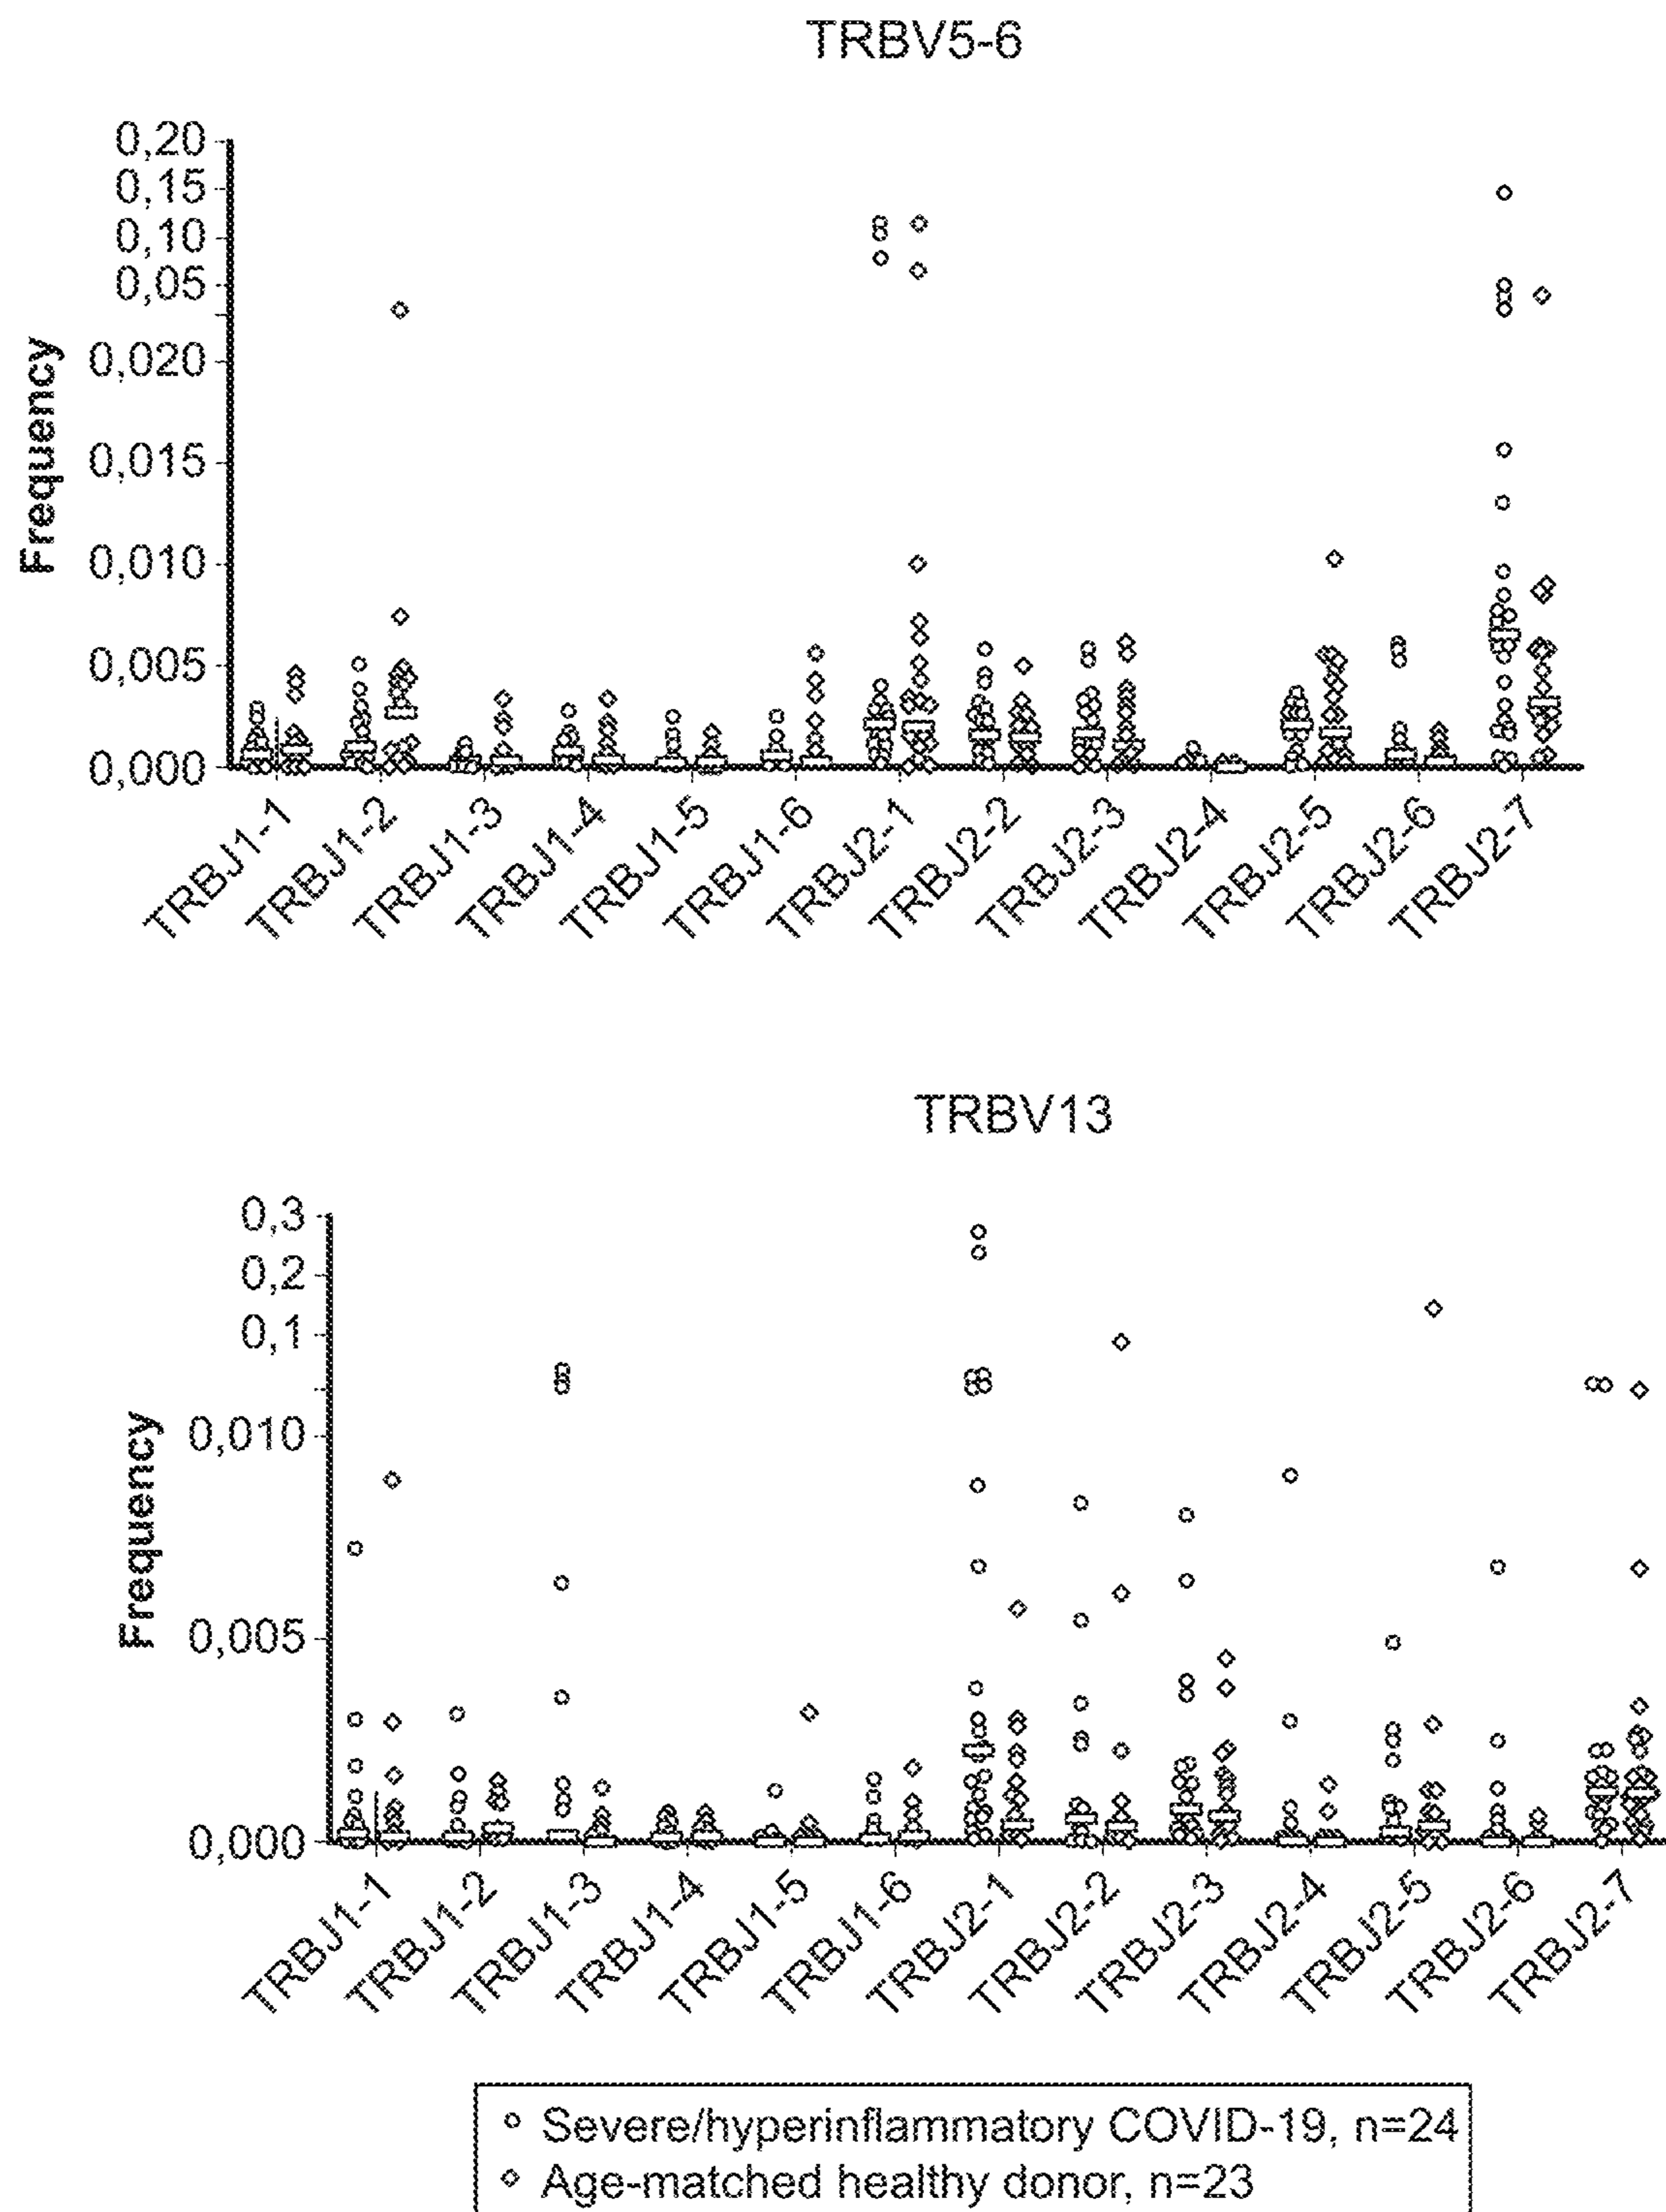 TRBV5-6
0,20
0,15
0,10
0,05
0,020
0,015
0,010
0,005
0,000
Frequency
TRBJ1-1
TRBJ1-2
TRBJ1-3
TRBJ1-4
TRBJ1-5
TRBJ1-6
TRBJ2-1
TRBJ2-2
TRBJ2-3
TRBJ2-4
TRBJ2-5
TRBJ2-6
TRBJ2-7
TRBV13
0,3
0,2
0,1
0,010
0,005
0,000
Frequency
TRBJ1-1
TRBJ1-2
TRBJ1-3
TRBJ1-4
TRBJ1-5
TRBJ1-6
TRBJ2-1
TRBJ2-2
TRBJ2-3
TRBJ2-4
TRBJ2-5
TRBJ2-6
TRBJ2-7
Severe/hyperinflammatory COVID-19, n=24
Age-matched healthy donor, n=23